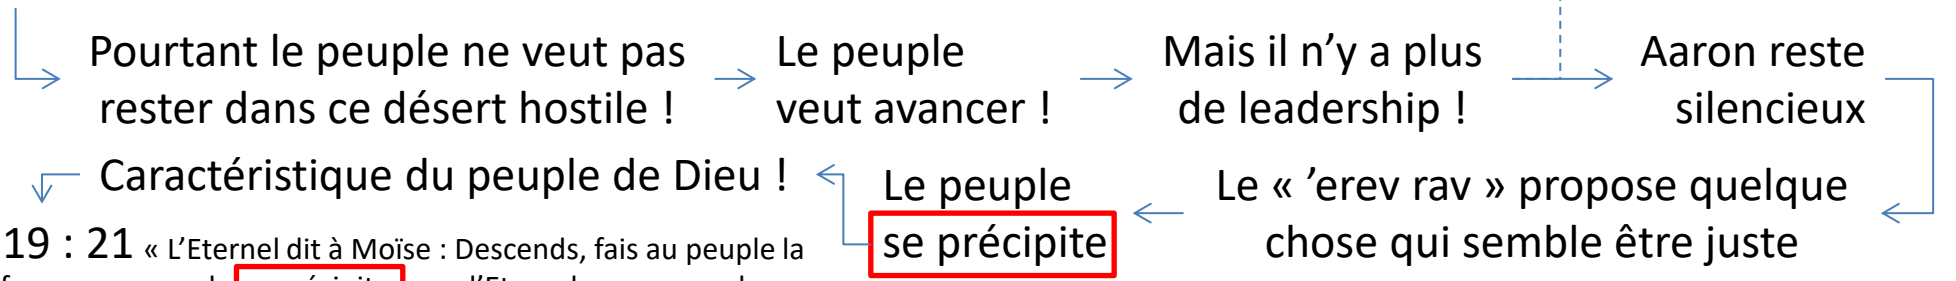 Pourtant le peuple ne veut pas
rester dans ce désert hostile !
Le peuple
veut avancer !
Mais il n’y a plus
de leadership !
Aaron reste
silencieux
Le « ’erev rav » propose quelque
chose qui semble être juste
Le peuple
se précipite
Caractéristique du peuple de Dieu !
19 : 21 « L’Eternel dit à Moïse : Descends, fais au peuple la